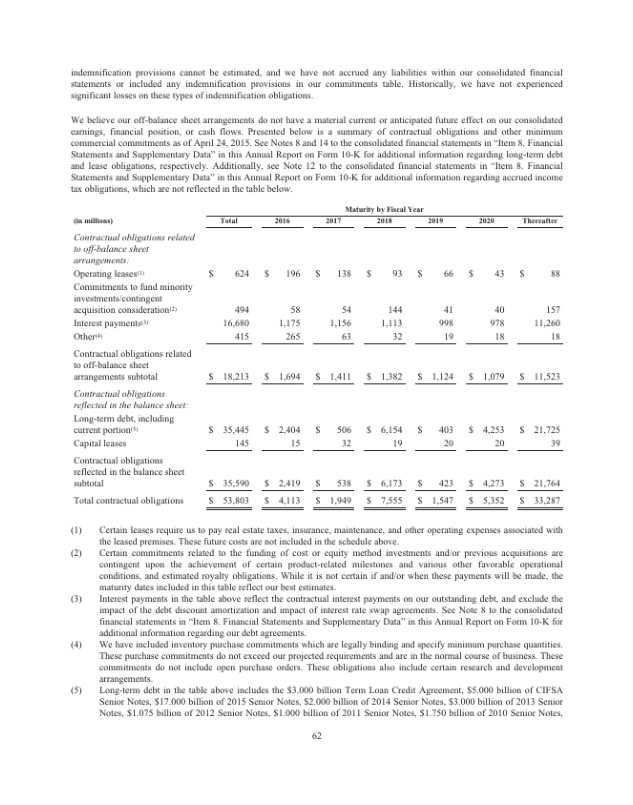 indemnification provisions cannot be estimated, and we have not accrued any liabilities within our consolidated financial
statements or included any indemnification provisions in our commitments table. Historically, we have not experienced
significant losses on these types of indemnification obligations.
We believe our off-balance sheet arrangements do not have a material current or anticipated future effect on our consolidated
earnings, financial position, or cash flows. Presented below is a summary of contractual obligations and other minimum
commercial commitments as of April 24, 2015. See Notes 8 and 14 to the consolidated financial statements in “Item 8. Financial
Statements and Supplementary Data” in this Annual Report on Form 10-K for additional information regarding long-term debt
and lease obligations, respectively. Additionally, see Note 12 to the consolidated financial statements in “Item 8. Financial
Statements and Supplementary Data” in this Annual Report on Form 10-K for additional information regarding accrued income
tax obligations, which are not reflected in the table below.
Maturity by Fiscal Year
(in millions) Total 2016 2017 2018 2019 2020 Thereafter
Contractual obligations related
to off-balance sheet
arrangements:
Operating leases(1) $ 624 $ 196 $ 138 $ 93 $ 66 $ 43 $ 88
Commitments to fund minority
investments/contingent
acquisition consideration(2) 494 58 54 144 41 40 157
Interest payments(3) 16,680 1,175 1,156 1,113 998 978 11,260
Other(4) 415 265 63 32 19 18 18
Contractual obligations related
to off-balance sheet
arrangements subtotal $ 18,213 $ 1,694 $ 1,411 $ 1,382 $ 1,124 $ 1,079 $ 11,523
Contractual obligations
reflected in the balance sheet:
Long-term debt, including
current portion(5) $ 35,445 $ 2,404 $ 506 $ 6,154 $ 403 $ 4,253 $ 21,725
Capital leases 145 15 32 19 20 20 39
Contractual obligations
reflected in the balance sheet
subtotal $ 35,590 $ 2,419 $ 538 $ 6,173 $ 423 $ 4,273 $ 21,764
Total contractual obligations $ 53,803 $ 4,113 $ 1,949 $ 7,555 $ 1,547 $ 5,352 $ 33,287
(1) Certain leases require us to pay real estate taxes, insurance, maintenance, and other operating expenses associated with
the leased premises. These future costs are not included in the schedule above.
(2) Certain commitments related to the funding of cost or equity method investments and/or previous acquisitions are
contingent upon the achievement of certain product-related milestones and various other favorable operational
conditions, and estimated royalty obligations. While it is not certain if and/or when these payments will be made, the
maturity dates included in this table reflect our best estimates.
(3) Interest payments in the table above reflect the contractual interest payments on our outstanding debt, and exclude the
impact of the debt discount amortization and impact of interest rate swap agreements. See Note 8 to the consolidated
financial statements in “Item 8. Financial Statements and Supplementary Data” in this Annual Report on Form 10-K for
additional information regarding our debt agreements.
(4) We have included inventory purchase commitments which are legally binding and specify minimum purchase quantities.
These purchase commitments do not exceed our projected requirements and are in the normal course of business. These
commitments do not include open purchase orders. These obligations also include certain research and development
arrangements.
(5) Long-term debt in the table above includes the $3.000 billion Term Loan Credit Agreement, $5.000 billion of CIFSA
Senior Notes, $17.000 billion of 2015 Senior Notes, $2.000 billion of 2014 Senior Notes, $3.000 billion of 2013 Senior
Notes, $1.075 billion of 2012 Senior Notes, $1.000 billion of 2011 Senior Notes, $1.750 billion of 2010 Senior Notes,
62